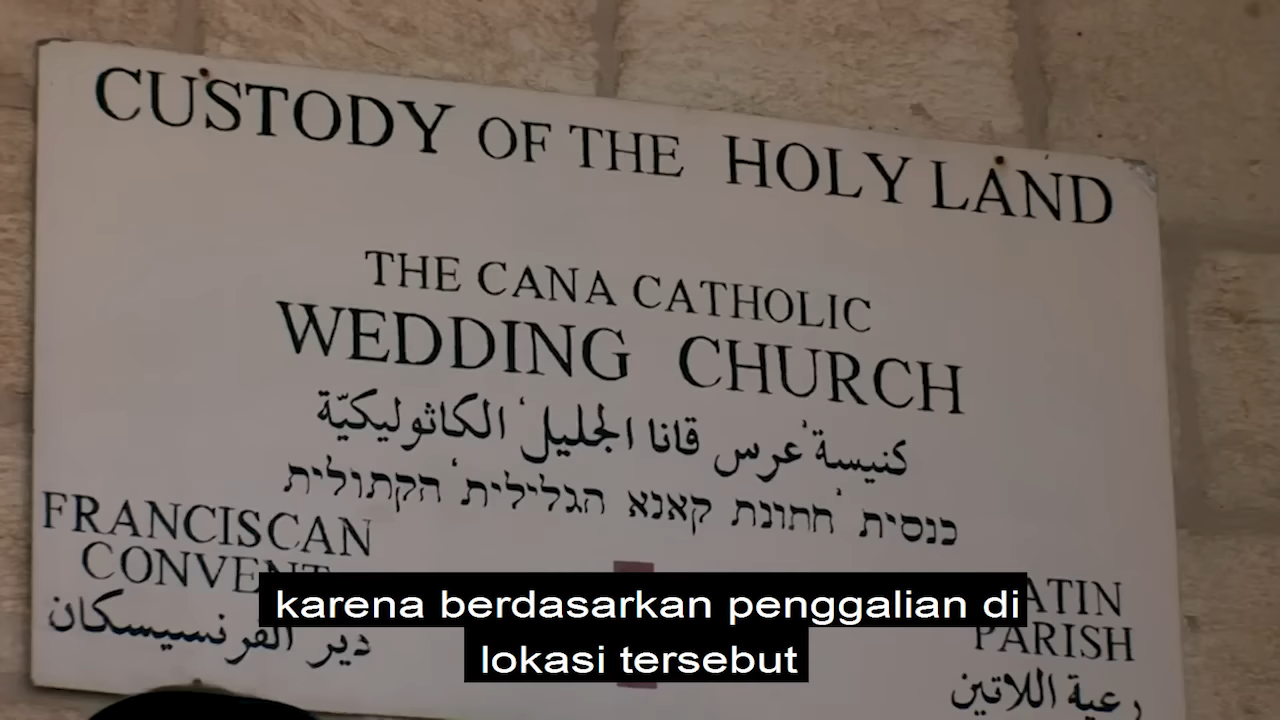 CUSTODY OF THE HOLY LAND
THE CANA CATHOLIC
WEDDING CHURCH
كنيسة عرس قانا الجليل الكاثوليكيّة
כנסית חתונת קאנא הגלילית הקתולית
FRANCISCAN
CONVENT
دير الفرنسيسكان
LATIN
PARISH
رعية اللاتين
karena berdasarkan penggalian di
lokasi tersebut